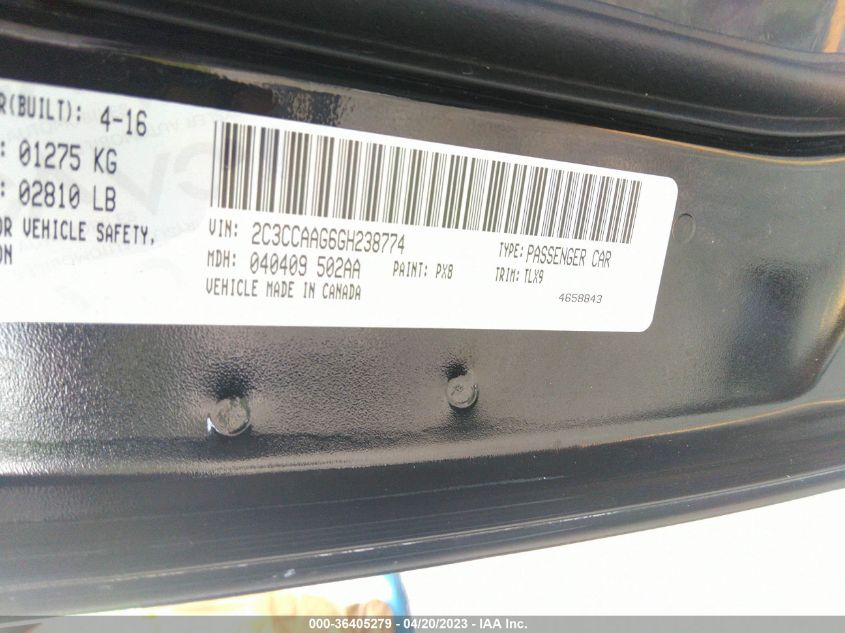 R(BUILT): 4-16
: 01275 KG
: 02810 LB
OR VEHICLE SAFETY,
ON
VIN: 2C3CCAAG6GH238774
TYPE: PASSENGER CAR
MDH: 040409 502AA
PAINT: PX8
TRIM: TLX9
VEHICLE MADE IN CANADA
4658843
000-36405279 - 04/20/2023 - IAA Inc.